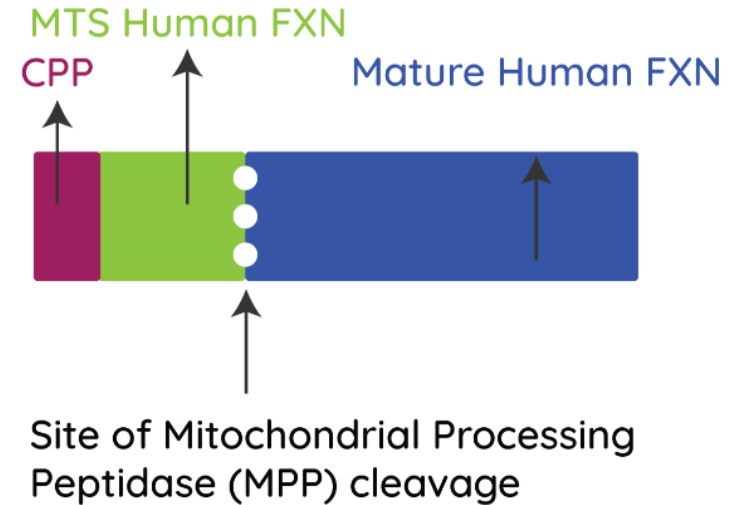 MTS Human FXN
CPP
Mature Human FXN
Site of Mitochondrial Processing
Peptidase (MPP) cleavage